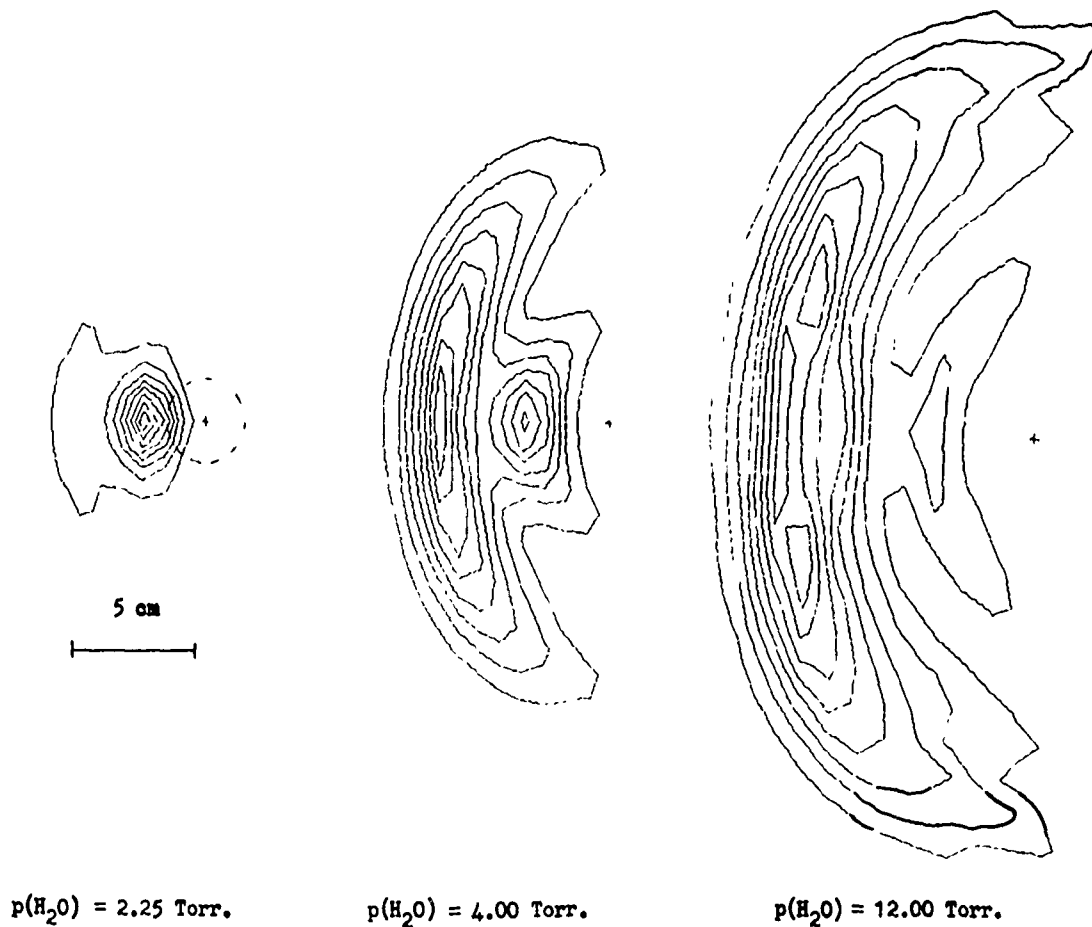 5 cm
p(H₂O) = 2.25 Torr.
p(H₂O) = 4.00 Torr.
p(H₂O) = 12.00 Torr.